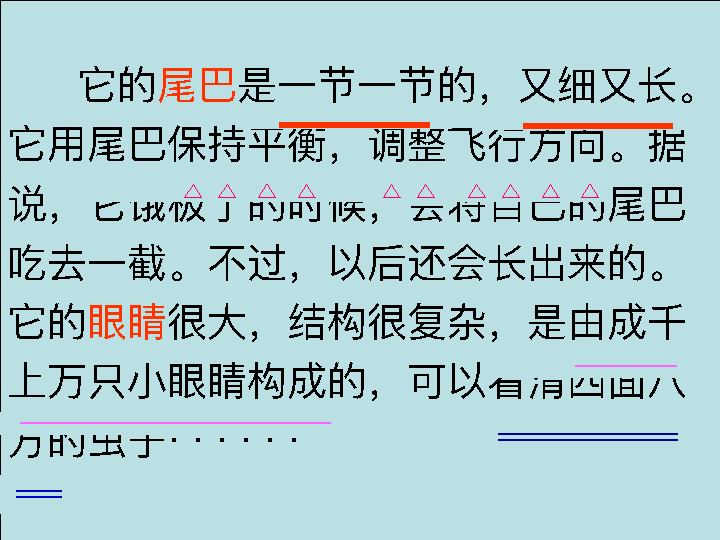 它的尾巴是一节一节的，又细又长。
它用尾巴保持平衡，调整飞行方向。据
说，它饿极了的时候，会将自己的尾巴
吃去一截。不过，以后还会长出来的。
它的眼睛很大，结构很复杂，是由成千
上万只小眼睛构成的，可以看清四面八
方的虫子······